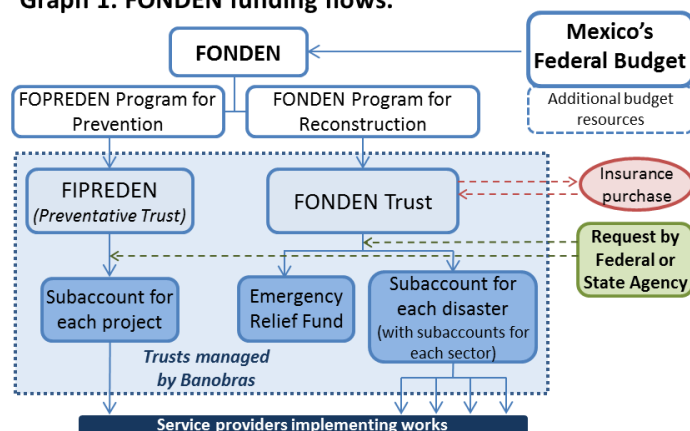 Graph 1: FONDEN funding flows.
Mexico's
Federal Budget
FONDEN
Additional budget
resources
FOPREDEN Program for
Prevention
FONDEN Program for
Reconstruction
FIPREDEN
(Preventative Trust)
FONDEN Trust
Insurance
purchase
Request by
Federal or
State Agency
Subaccount for
each project
Emergency
Relief Fund
Subaccount for
each disaster
(with subaccounts for
each sector)
Trusts managed
by Banobras
Service providers implementing works